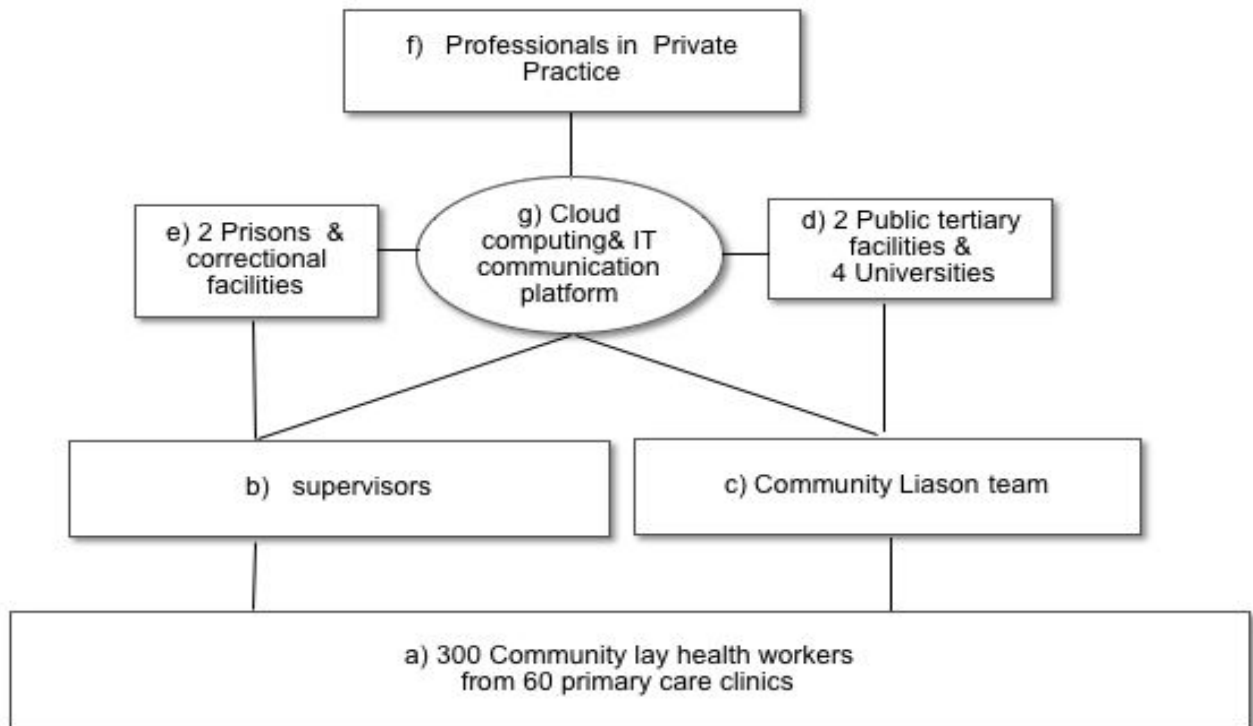 f) Professionals in Private
Practice
g) Cloud
computing& IT
communication
platform
e) 2 Prisons &
correctional
facilities
d) 2 Public tertiary
facilities &
4 Universities
b) supervisors
c) Community Liason team
a) 300 Community lay health workers
from 60 primary care clinics